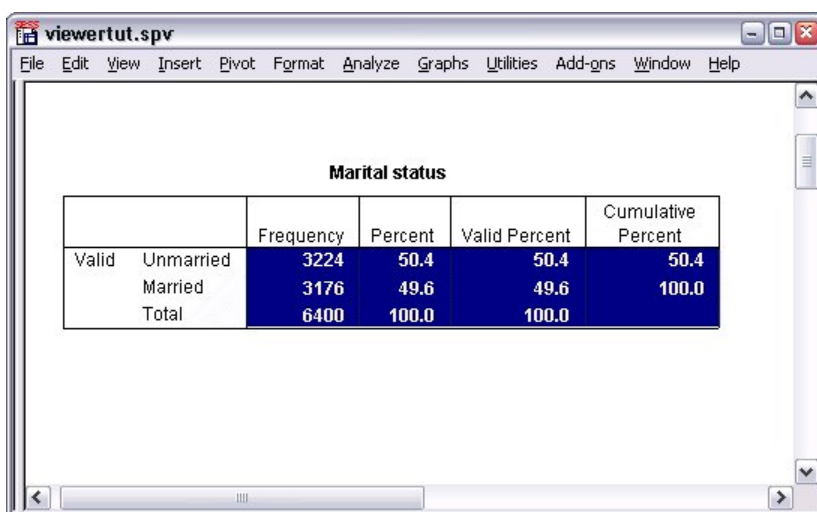 viewertut.spv
File Edit View Insert Pivot Format Analyze Graphs Utilities Add-ons Window Help
Marital status
Frequency Percent Valid Percent Cumulative Percent
Valid Unmarried 3224 50.4 50.4 50.4
Married 3176 49.6 49.6 100.0
Total 6400 100.0 100.0